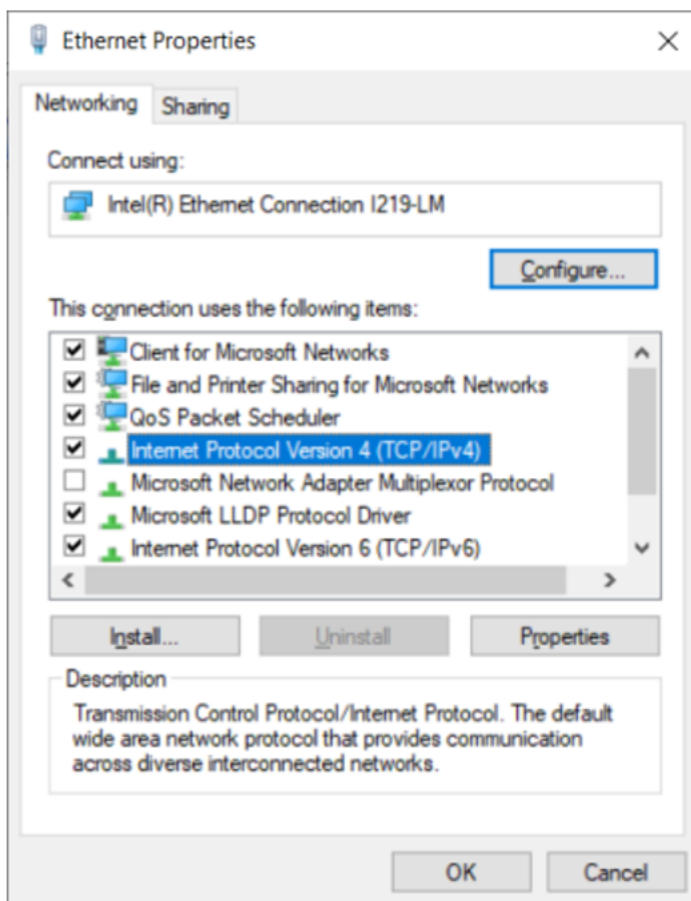 Ethernet Properties
Networking Sharing
Connect using:
Intel(R) Ethernet Connection I219-LM
Configure...
This connection uses the following items:
Client for Microsoft Networks
File and Printer Sharing for Microsoft Networks
QoS Packet Scheduler
Internet Protocol Version 4 (TCP/IPv4)
Microsoft Network Adapter Multiplexor Protocol
Microsoft LLDP Protocol Driver
Internet Protocol Version 6 (TCP/IPv6)
Install... Uninstall Properties
Description
Transmission Control Protocol/Internet Protocol. The default
wide area network protocol that provides communication
across diverse interconnected networks.
OK Cancel